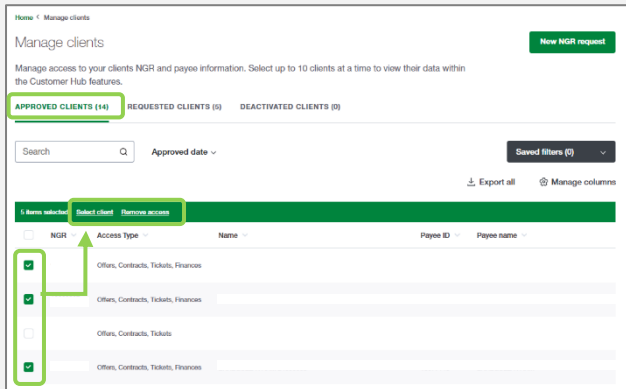 Home < Manage clients
Manage clients
New NGR request
Manage access to your clients NGR and payee information. Select up to 10 clients at a time to view their data within
the Customer Hub features.
APPROVED CLIENTS (14) REQUESTED CLIENTS (5) DEACTIVATED CLIENTS (0)
Search Approved date Saved filters (0)
Export all Manage columns
5 items selected Select client Remove access
NGR Access Type Name Payee ID Payee name
Offers, Contracts, Tickets, Finances
Offers, Contracts, Tickets, Finances
Offers, Contracts, Tickets
Offers, Contracts, Tickets, Finances